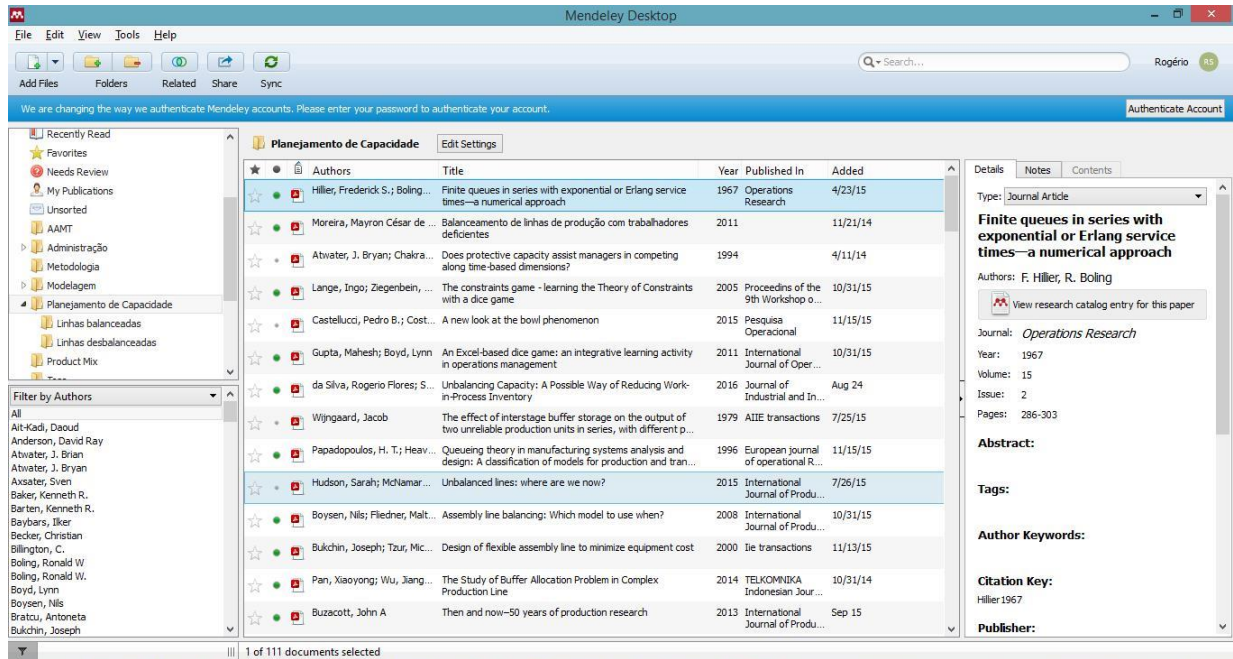 Mendeley Desktop
File Edit View Tools Help
Search...
Rogério RS
Add Files Folders Related Share Sync
We are changing the way we authenticate Mendeley accounts. Please enter your password to authenticate your account.
Authenticate Account
Recently Read
Favorites
Needs Review
My Publications
Unsorted
AAMT
Administração
Metodologia
Modelagem
Planejamento de Capacidade
Linhas balanceadas
Linhas desbalanceadas
Product Mix
Filter by Authors
All
Ait-Kadi, Daoud
Anderson, David Ray
Atwater, J. Brian
Atwater, J. Bryan
Axsater, Sven
Baker, Kenneth R.
Barten, Kenneth R.
Baybars, Ilker
Becker, Christian
Billington, C.
Boling, Ronald W
Boling, Ronald W.
Boyd, Lynn
Boysen, Nils
Bratcu, Antoneta
Bukchin, Joseph
Planejamento de Capacidade Edit Settings
Authors Title Year Published In Added
Hillier, Frederick S.; Boling... Finite queues in series with exponential or Erlang service 1967 Operations 4/23/15
times—a numerical approach Research
Moreira, Mayron César de ... Balanceamento de linhas de produção com trabalhadores 2011 11/21/14
deficientes
Atwater, J. Bryan; Chakra... Does protective capacity assist managers in competing 1994 4/11/14
along time-based dimensions?
Lange, Ingo; Ziegenbein, ... The constraints game - learning the Theory of Constraints 2005 Proceedins of the 10/31/15
with a dice game 9th Workshop o...
Castellucci, Pedro B.; Cost... A new look at the bowl phenomenon 2015 Pesquisa 11/15/15
Operacional
Gupta, Mahesh; Boyd, Lynn An Excel-based dice game: an integrative learning activity 2011 International 10/31/15
in operations management Journal of Oper...
da Silva, Rogerio Flores; S... Unbalancing Capacity: A Possible Way of Reducing Work- 2016 Journal of Aug 24
in-Process Inventory Industrial and In...
Wijngaard, Jacob The effect of interstage buffer storage on the output of 1979 AIIE transactions 7/25/15
two unreliable production units in series, with different p...
Papadopoulos, H. T.; Heav... Queueing theory in manufacturing systems analysis and 1996 European journal 11/15/15
design: A classification of models for production and tran... of operational R...
Hudson, Sarah; McNamar... Unbalanced lines: where are we now? 2015 International 7/26/15
Journal of Produ...
Boysen, Nils; Fliedner, Malt... Assembly line balancing: Which model to use when? 2008 International 10/31/15
Journal of Produ...
Bukchin, Joseph; Tzur, Mic... Design of flexible assembly line to minimize equipment cost 2000 Iie transactions 11/13/15
Pan, Xiaoyong; Wu, Jiang... The Study of Buffer Allocation Problem in Complex 2014 TELKOMNIKA 10/31/14
Production Line Indonesian Jour...
Buzacott, John A Then and now–50 years of production research 2013 International Sep 15
Journal of Produ...
Details Notes Contents
Type: Journal Article
Finite queues in series with
exponential or Erlang service
times—a numerical approach
Authors: F. Hillier, R. Boling
View research catalog entry for this paper
Journal: Operations Research
Year: 1967
Volume: 15
Issue: 2
Pages: 286-303
Abstract:
Tags:
Author Keywords:
Citation Key:
Hillier1967
Publisher:
1 of 111 documents selected